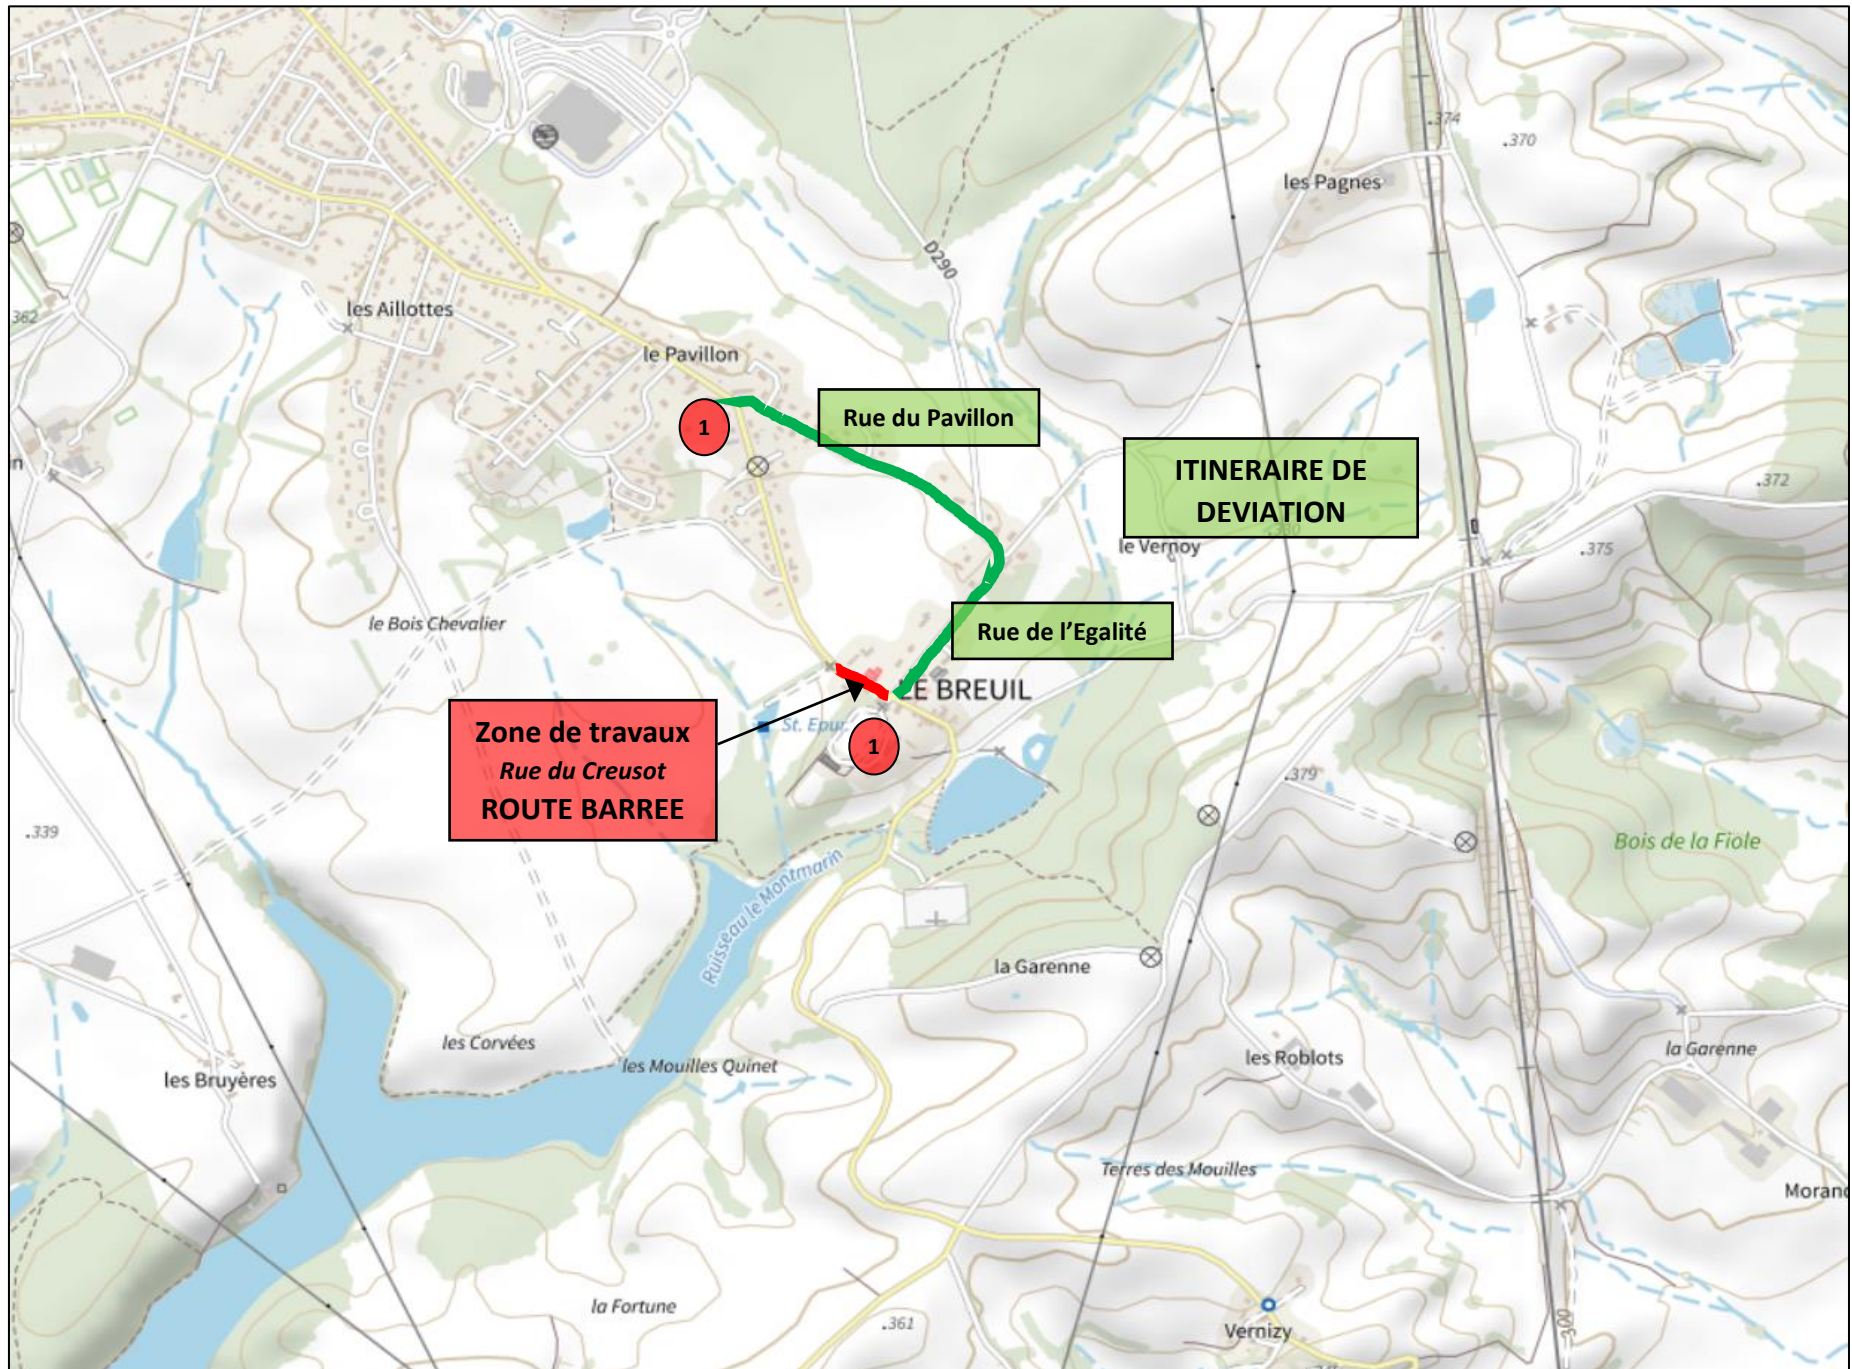 .374
.370
les Pagnes
D290
les Aillottes
362
le Pavillon
1
Rue du Pavillon
ITINERAIRE DE
DEVIATION
.372
le Vernoy
.375
le Bois Chevalier
Rue de l'Egalité
LE BREUIL
Zone de travaux
Rue du Creusot
ROUTE BARREE
St. Epur
1
.379
.339
Bois de la Fiole
Ruisseau le Montmarin
la Garenne
les Corvées
les Mouilles Quinet
les Roblots
la Garenne
les Bruyères
Terres des Mouilles
Moranc
la Fortune
.361
Vernizy
300